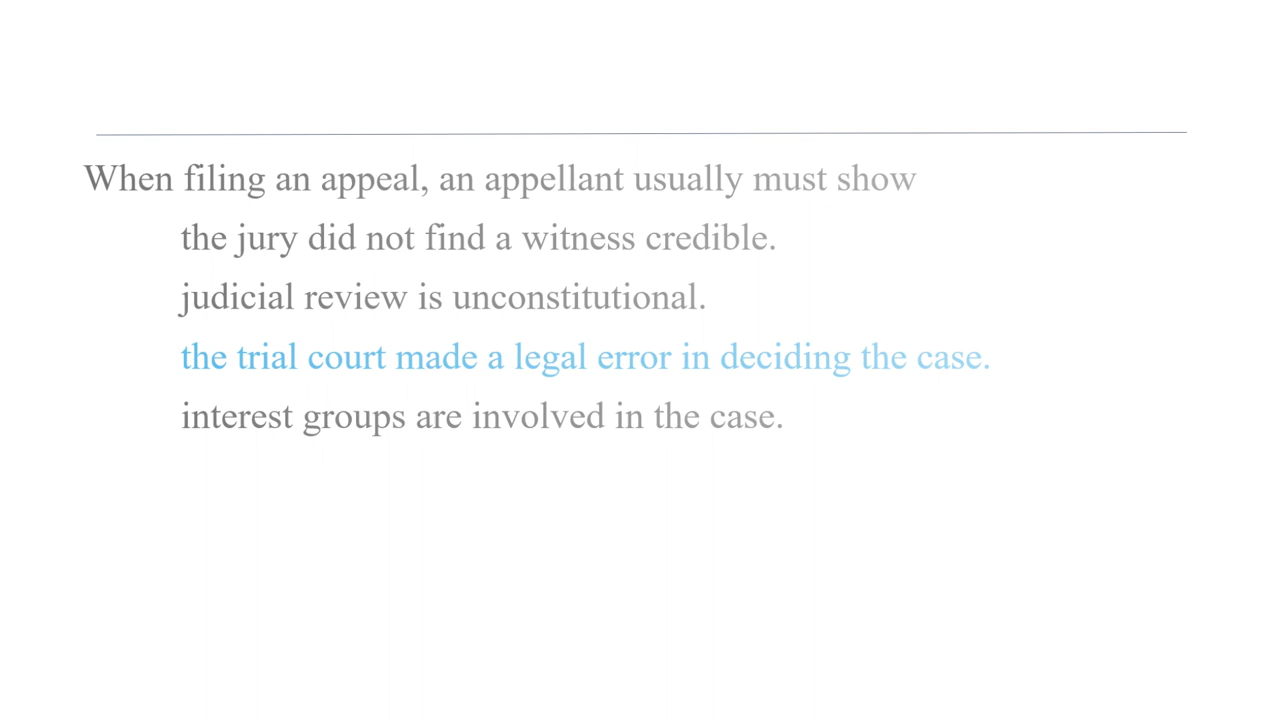 When filing an appeal, an appellant usually must show
the jury did not find a witness credible.
judicial review is unconstitutional.
the trial court made a legal error in deciding the case.
interest groups are involved in the case.